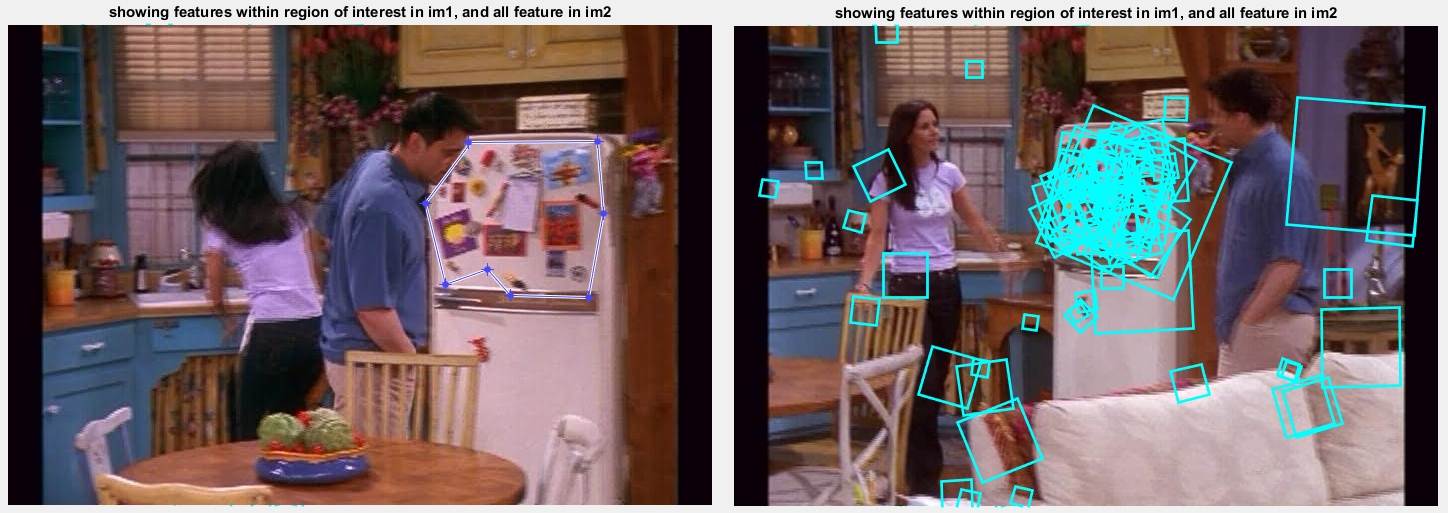 showing features within region of interest in im1, and all feature in im2
showing features within region of interest in im1, and all feature in im2